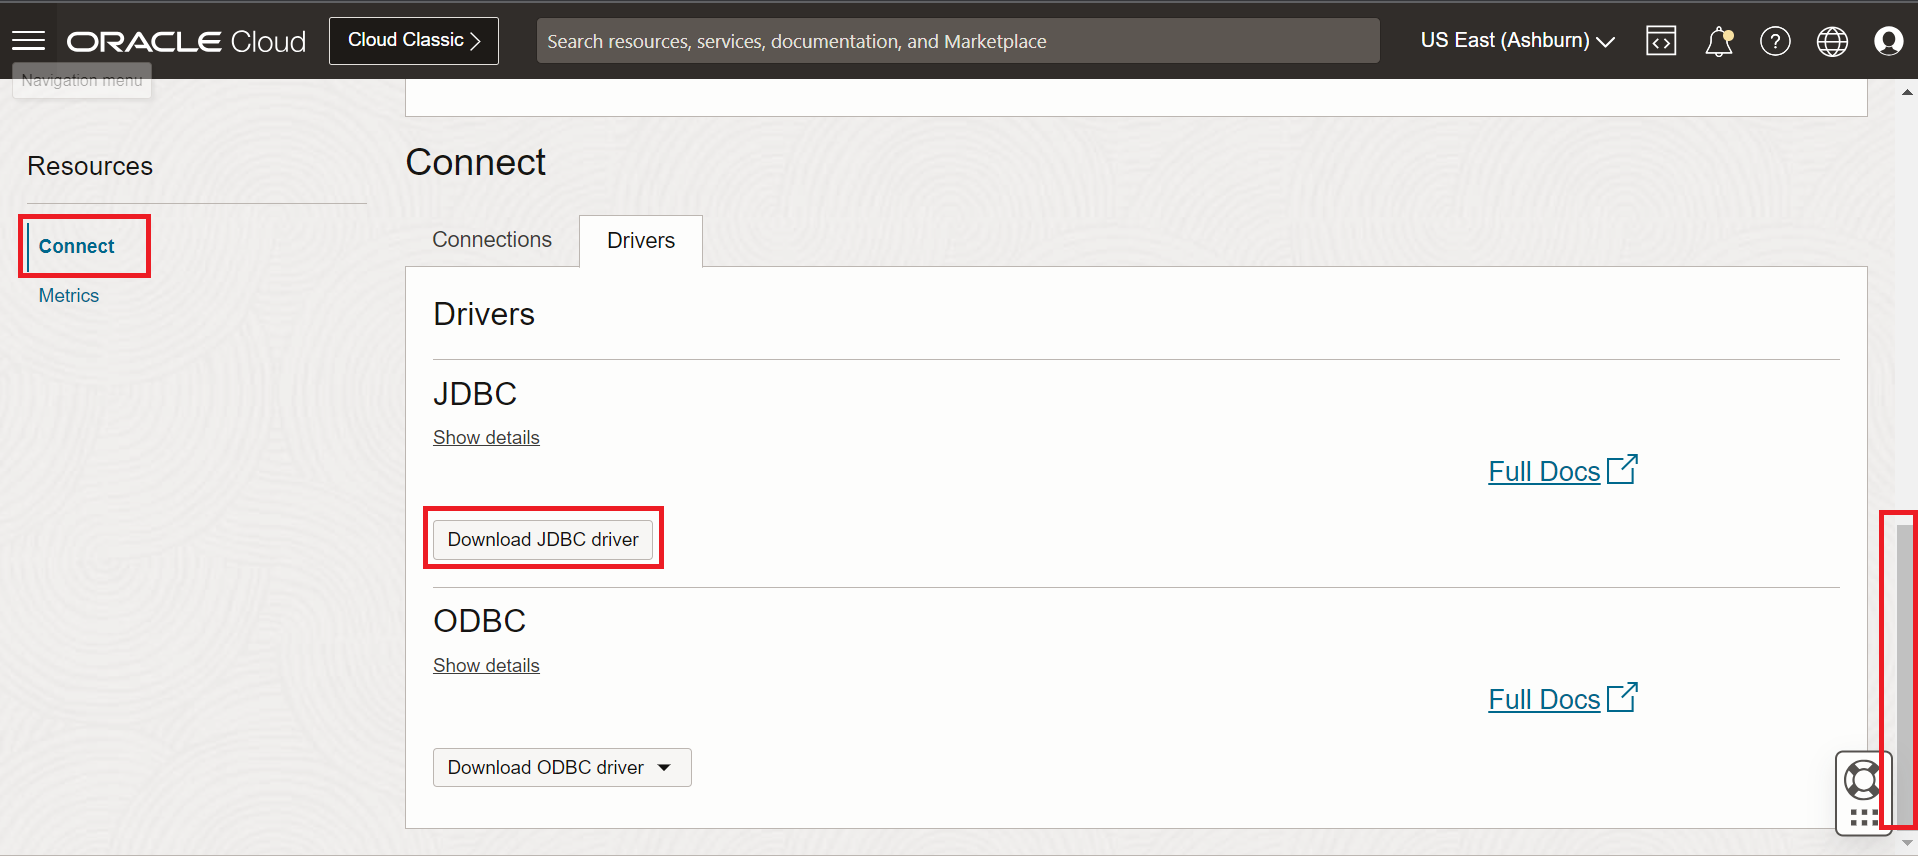 ORACLE Cloud
Cloud Classic
Search resources, services, documentation, and Marketplace
US East (Ashburn)
Navigation menu
Resources
Connect
Metrics
Connect
Connections
Drivers
Drivers
JDBC
Show details
Full Docs
Download JDBC driver
ODBC
Show details
Full Docs
Download ODBC driver